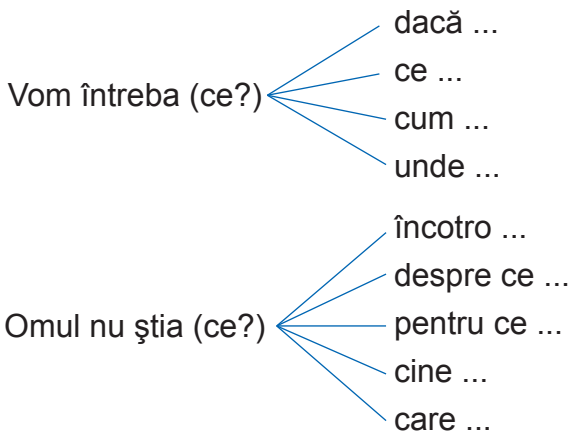 dacă ...
ce ...
Vom întreba (ce?)
cum ...
unde ...
încotro ...
despre ce ...
Omul nu ştia (ce?)
pentru ce ...
cine ...
care ...